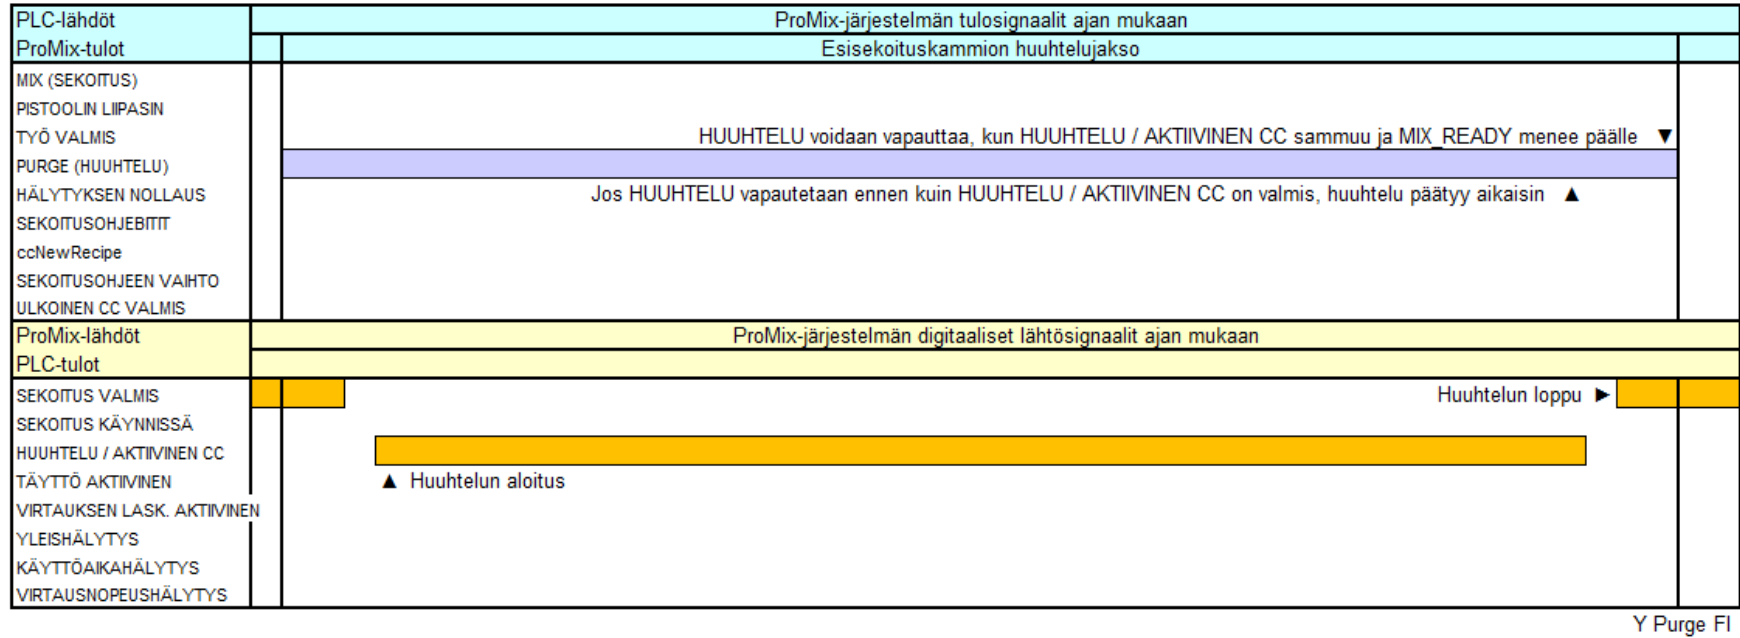 PLC-lähdöt ProMix-järjestelmän tulosignaalit ajan mukaan
ProMix-tulot Esisekoituskammion huuhtelujakso
MIX (SEKOITUS)
PISTOOLIN LIIPASIN
TYÖ VALMIS HUUHTELU voidaan vapauttaa, kun HUUHTELU / AKTIIVINEN CC sammuu ja MIX_READY menee päälle ▼
PURGE (HUUHTELU)
HÄLYTYKSEN NOLLAUS Jos HUUHTELU vapautetaan ennen kuin HUUHTELU / AKTIIVINEN CC on valmis, huuhtelu päätyy aikaisin ▲
SEKOITUSOHJEBITIT
ccNewRecipe
SEKOITUSOHJEEN VAIHTO
ULKOINEN CC VALMIS
ProMix-lähdöt ProMix-järjestelmän digitaaliset lähtösignaalit ajan mukaan
PLC-tulot
SEKOITUS VALMIS Huuhtelun loppu ►
SEKOITUS KÄYNNISSÄ
HUUHTELU / AKTIIVINEN CC
TÄYTTÖ AKTIIVINEN ▲ Huuhtelun aloitus
VIRTAUKSEN LASK. AKTIIVINEN
YLEISHÄLYTYS
KÄYTTÖAIKAHÄLYTYS
VIRTAUSNOPEUSHÄLYTYS
Y Purge FI